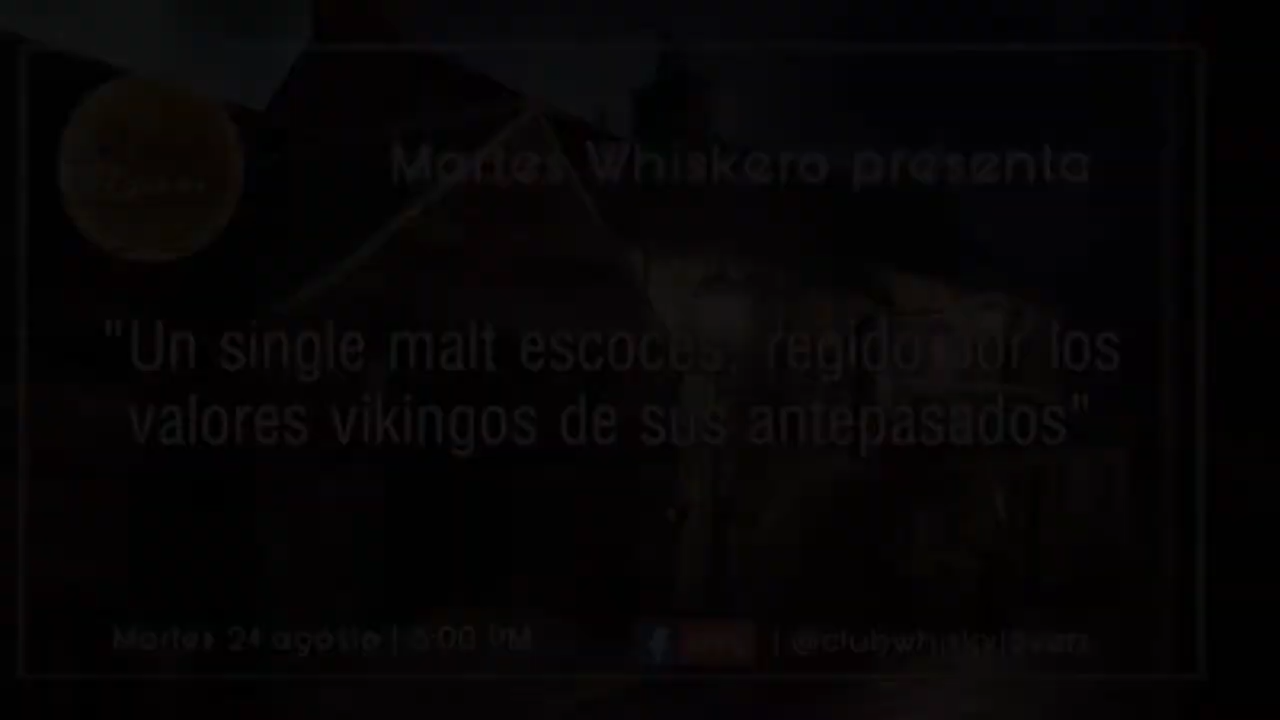 Martes Whiskero presenta
"Un single malt escocés, regido por los
valores vikingos de sus antepasados"
Martes 24 agosto | 8:00 PM